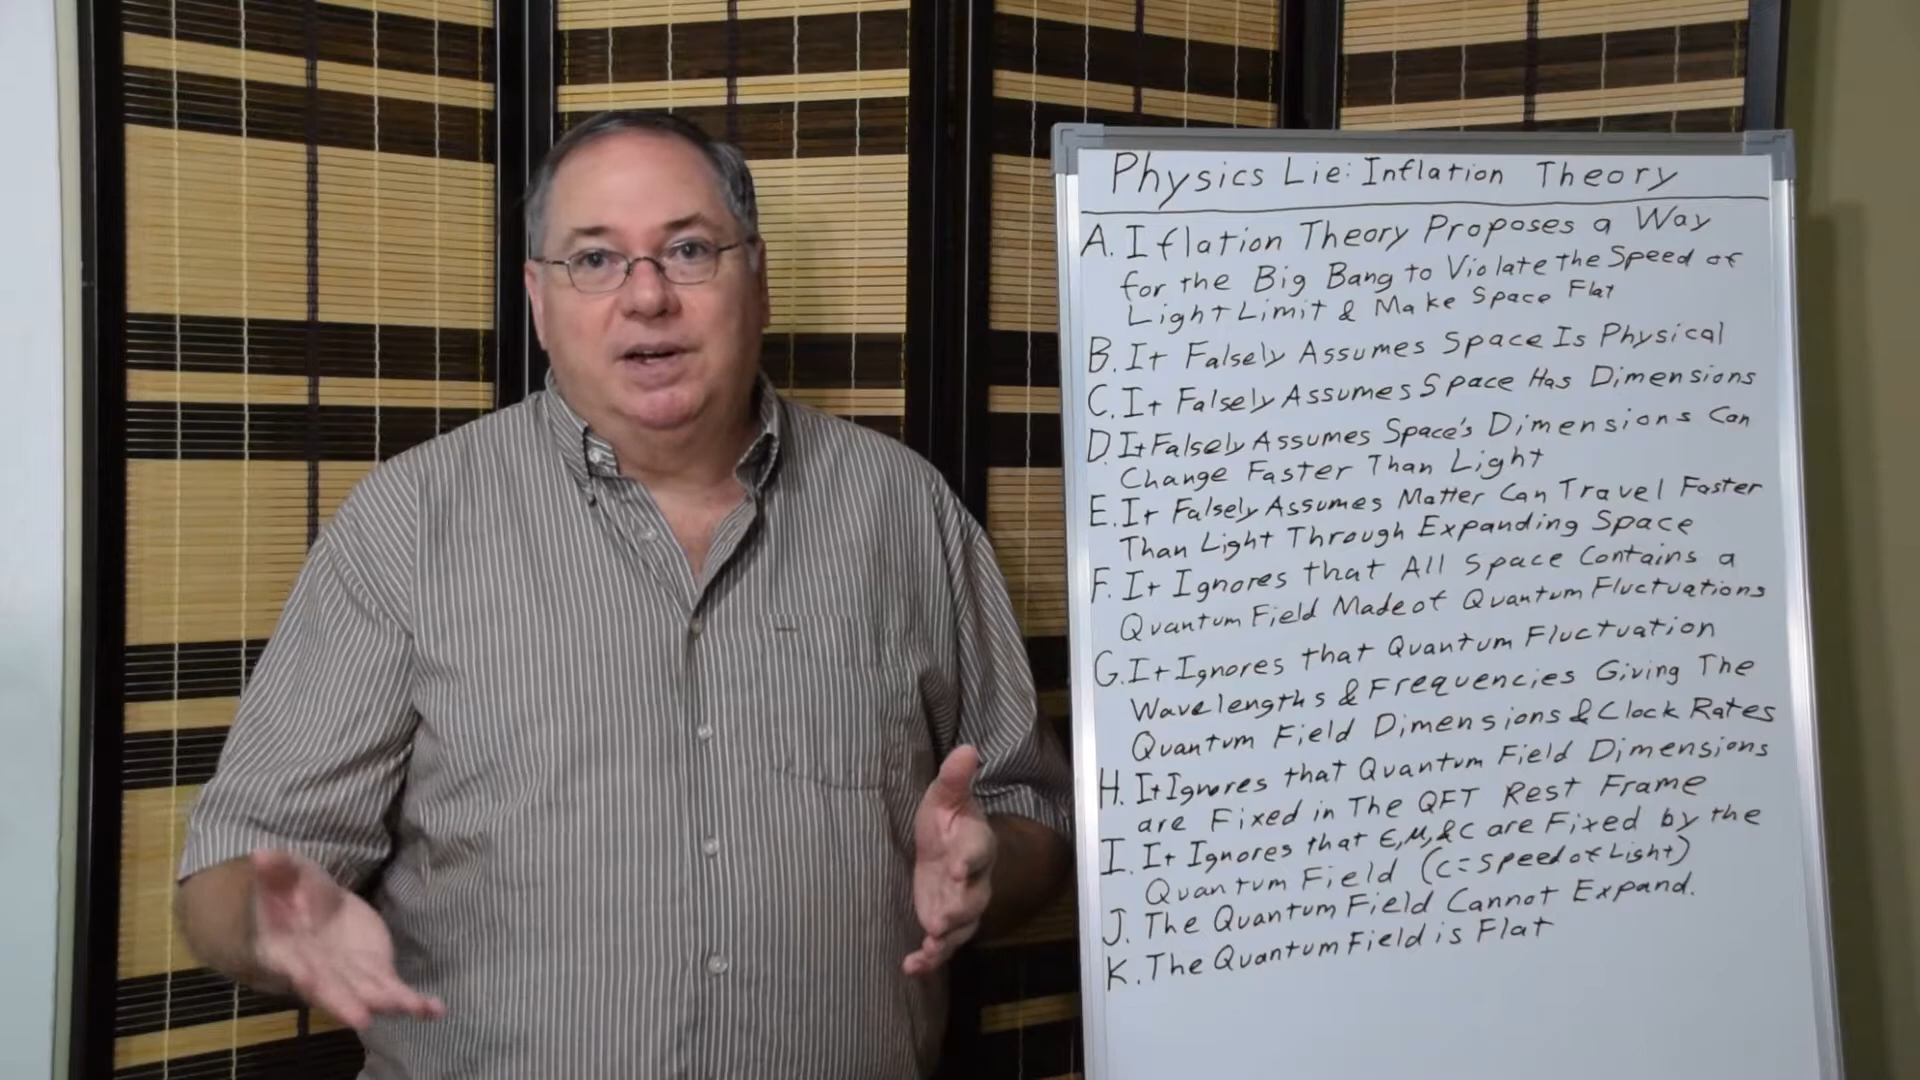 Physics Lie: Inflation Theory
A. Iflation Theory Proposes a Way
for the Big Bang to Violate the Speed of
Light Limit & Make Space Flat
B. It Falsely Assumes Space Is Physical
C. It Falsely Assumes Space Has Dimensions
D. It Falsely Assumes Space's Dimensions Can
Change Faster Than Light
E. It Falsely Assumes Matter Can Travel Faster
Than Light Through Expanding Space
F. It Ignores that All Space Contains a
Quantum Field Made of Quantum Fluctuations
G. It Ignores that Quantum Fluctuation
Wavelengths & Frequencies Giving The
Quantum Field Dimensions & Clock Rates
H. It Ignores that Quantum Field Dimensions
are Fixed in The QFT Rest Frame
I. It Ignores that ε, μ, & c are Fixed by the
Quantum Field (c = speed of Light)
J. The Quantum Field Cannot Expand.
K. The Quantum Field is Flat